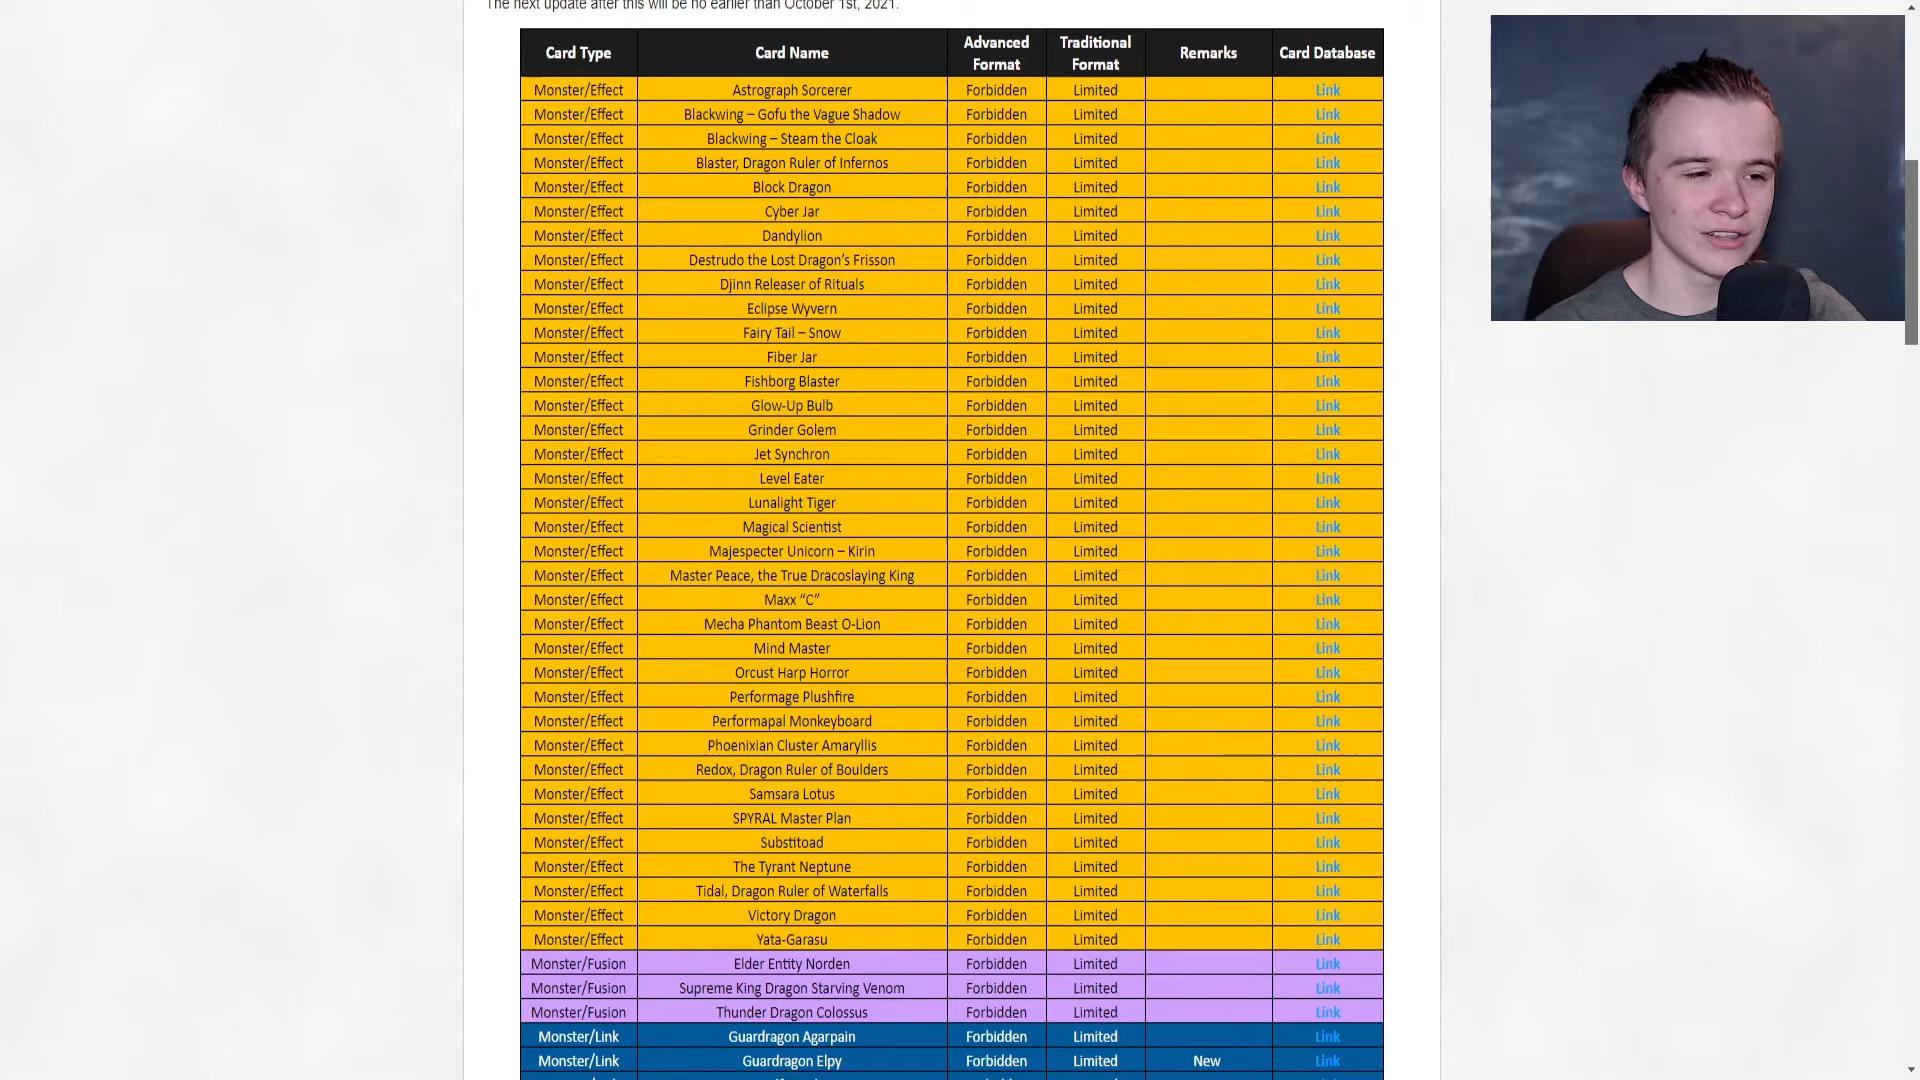 The next update after this will be no earlier than October 1st, 2021.
Card Type Card Name Advanced Format Traditional Format Remarks Card Database
Monster/Effect Astrograph Sorcerer Forbidden Limited Link
Monster/Effect Blackwing – Gofu the Vague Shadow Forbidden Limited Link
Monster/Effect Blackwing – Steam the Cloak Forbidden Limited Link
Monster/Effect Blaster, Dragon Ruler of Infernos Forbidden Limited Link
Monster/Effect Block Dragon Forbidden Limited Link
Monster/Effect Cyber Jar Forbidden Limited Link
Monster/Effect Dandylion Forbidden Limited Link
Monster/Effect Destrudo the Lost Dragon’s Frisson Forbidden Limited Link
Monster/Effect Djinn Releaser of Rituals Forbidden Limited Link
Monster/Effect Eclipse Wyvern Forbidden Limited Link
Monster/Effect Fairy Tail – Snow Forbidden Limited Link
Monster/Effect Fiber Jar Forbidden Limited Link
Monster/Effect Fishborg Blaster Forbidden Limited Link
Monster/Effect Glow-Up Bulb Forbidden Limited Link
Monster/Effect Grinder Golem Forbidden Limited Link
Monster/Effect Jet Synchron Forbidden Limited Link
Monster/Effect Level Eater Forbidden Limited Link
Monster/Effect Lunalight Tiger Forbidden Limited Link
Monster/Effect Magical Scientist Forbidden Limited Link
Monster/Effect Majespecter Unicorn – Kirin Forbidden Limited Link
Monster/Effect Master Peace, the True Dracoslaying King Forbidden Limited Link
Monster/Effect Maxx “C” Forbidden Limited Link
Monster/Effect Mecha Phantom Beast O-Lion Forbidden Limited Link
Monster/Effect Mind Master Forbidden Limited Link
Monster/Effect Orcust Harp Horror Forbidden Limited Link
Monster/Effect Performage Plushfire Forbidden Limited Link
Monster/Effect Performapal Monkeyboard Forbidden Limited Link
Monster/Effect Phoenixian Cluster Amaryllis Forbidden Limited Link
Monster/Effect Redox, Dragon Ruler of Boulders Forbidden Limited Link
Monster/Effect Samsara Lotus Forbidden Limited Link
Monster/Effect SPYRAL Master Plan Forbidden Limited Link
Monster/Effect Substitoad Forbidden Limited Link
Monster/Effect The Tyrant Neptune Forbidden Limited Link
Monster/Effect Tidal, Dragon Ruler of Waterfalls Forbidden Limited Link
Monster/Effect Victory Dragon Forbidden Limited Link
Monster/Effect Yata-Garasu Forbidden Limited Link
Monster/Fusion Elder Entity Norden Forbidden Limited Link
Monster/Fusion Supreme King Dragon Starving Venom Forbidden Limited Link
Monster/Fusion Thunder Dragon Colossus Forbidden Limited Link
Monster/Link Guardragon Agarpain Forbidden Limited Link
Monster/Link Guardragon Elpy Forbidden Limited New Link